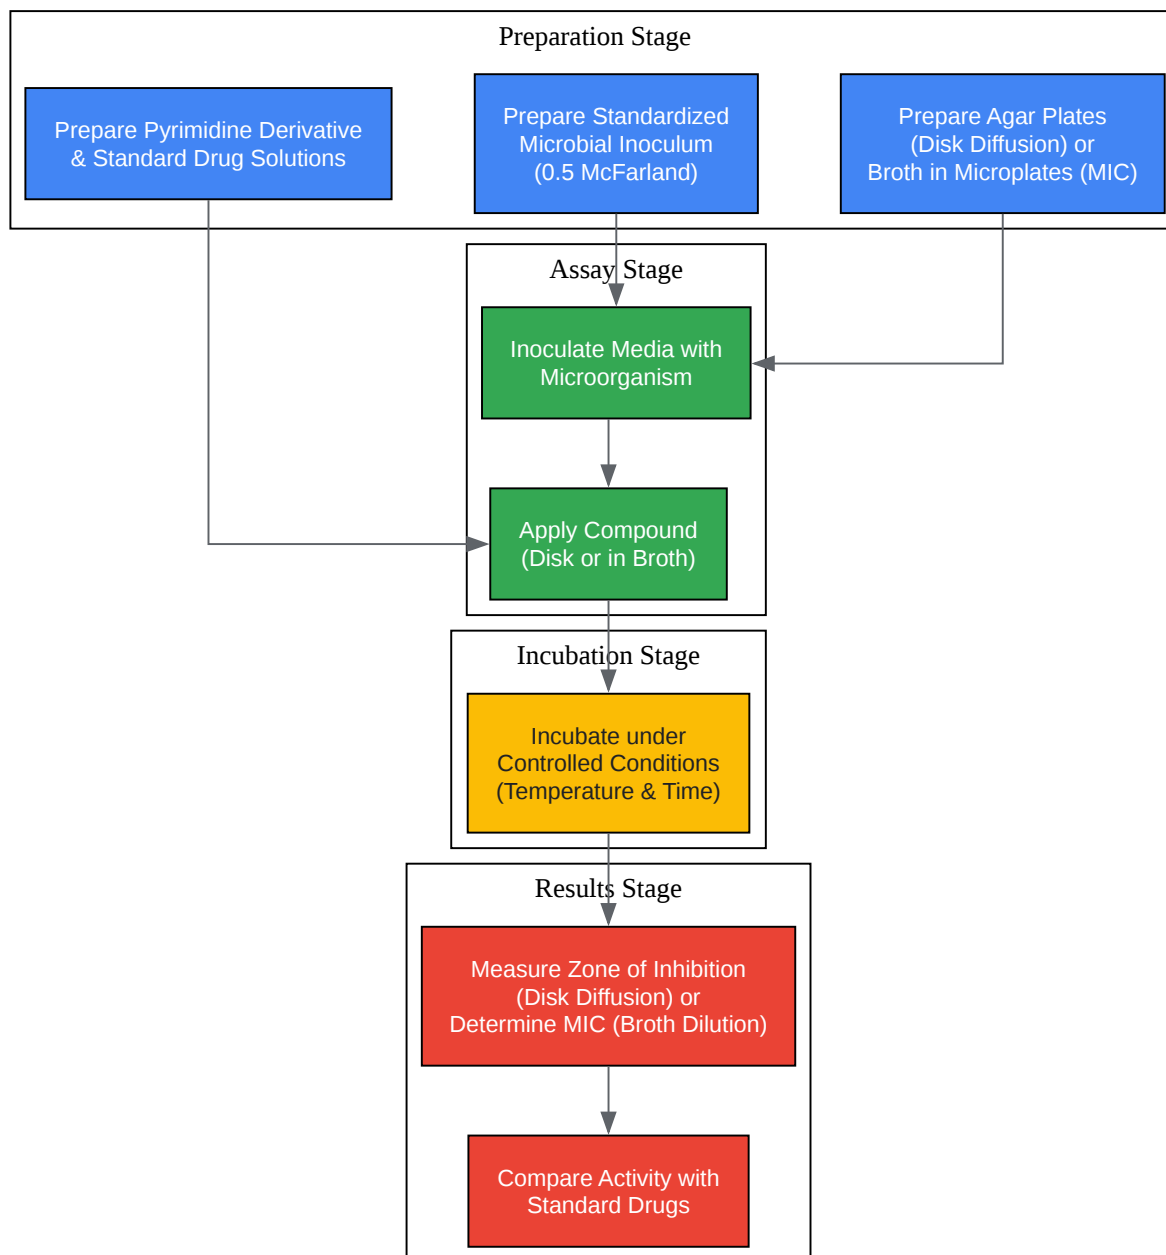 Preparation Stage
Prepare Pyrimidine Derivative
& Standard Drug Solutions
Prepare Standardized
Microbial Inoculum
(0.5 McFarland)
Prepare Agar Plates
(Disk Diffusion) or
Broth in Microplates (MIC)
Assay Stage
Inoculate Media with
Microorganism
Apply Compound
(Disk or in Broth)
Incubation Stage
Incubate under
Controlled Conditions
(Temperature & Time)
Results Stage
Measure Zone of Inhibition
(Disk Diffusion) or
Determine MIC (Broth Dilution)
Compare Activity with
Standard Drugs